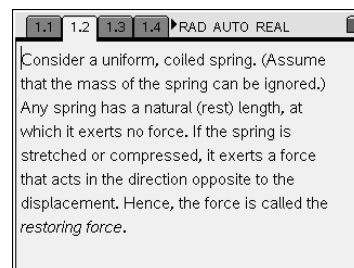 1.1 1.2 1.3 1.4 RAD AUTO REAL
Consider a uniform, coiled spring. (Assume
that the mass of the spring can be ignored.)
Any spring has a natural (rest) length, at
which it exerts no force. If the spring is
stretched or compressed, it exerts a force
that acts in the direction opposite to the
displacement. Hence, the force is called the
restoring force.